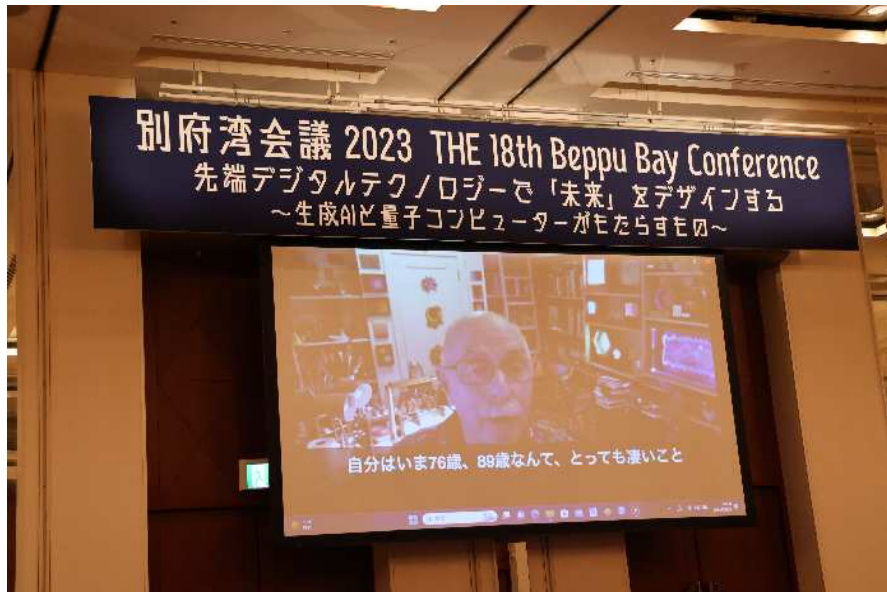 別府湾会議 2023 THE 18th Beppu Bay Conference
先端デジタルテクノロジーで「未来」をデザインする
～生成AIと量子コンピューターがもたらすもの～
自分はいま76歳、89歳なんて、とっても凄いこと